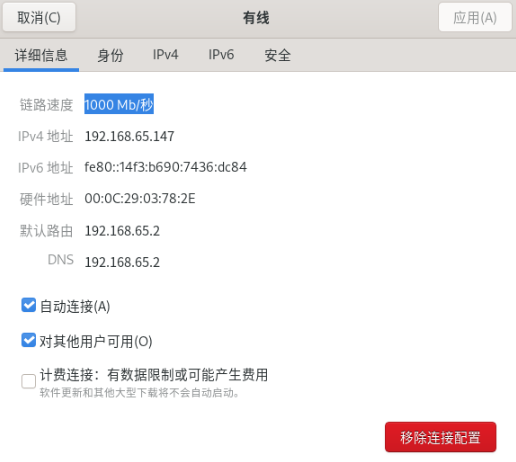 取消(C) 有线 应用(A)
详细信息 身份 IPv4 IPv6 安全
链路速度 1000 Mb/秒
IPv4 地址 192.168.65.147
IPv6 地址 fe80::14f3:b690:7436:dc84
硬件地址 00:0C:29:03:78:2E
默认路由 192.168.65.2
DNS 192.168.65.2
自动连接(A)
对其他用户可用(O)
计费连接：有数据限制或可能产生费用
软件更新和其他大型下载将不会自动启动。
移除连接配置